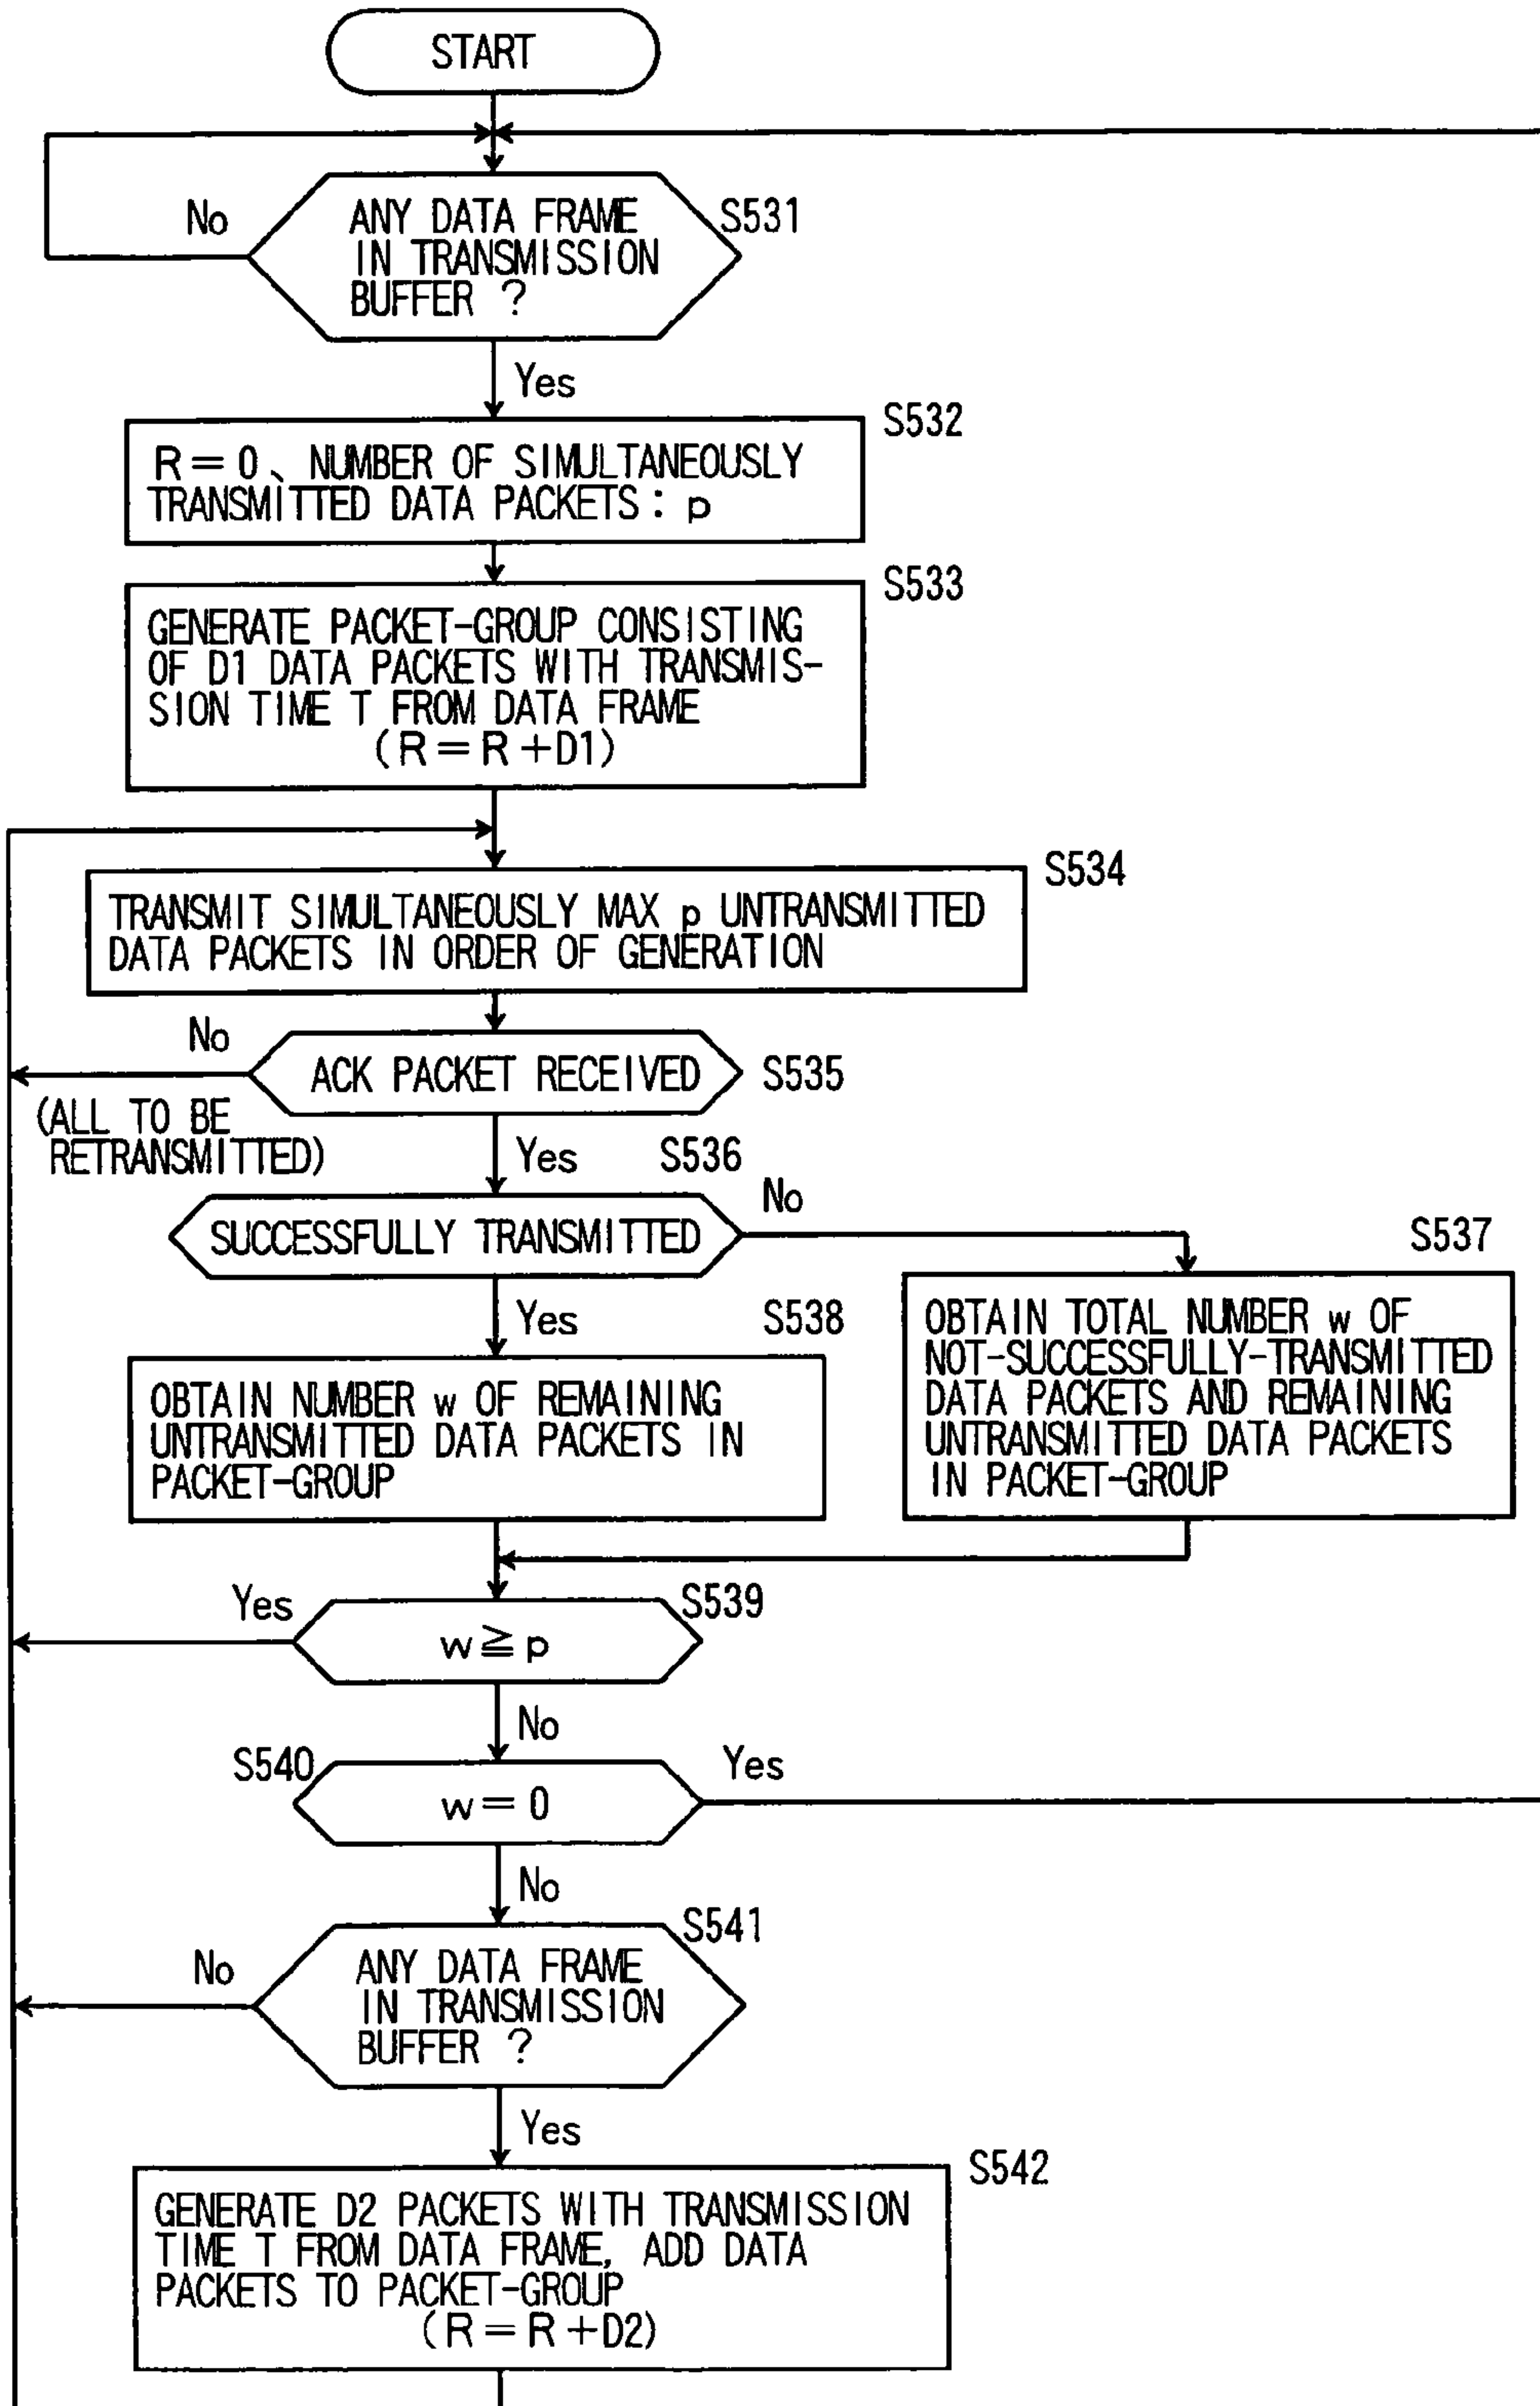 START
No
ANY DATA FRAME
IN TRANSMISSION
BUFFER ?
S531
Yes
S532
R=0、NUMBER OF SIMULTANEOUSLY
TRANSMITTED DATA PACKETS: p
S533
GENERATE PACKET-GROUP CONSISTING
OF D1 DATA PACKETS WITH TRANSMIS-
SION TIME T FROM DATA FRAME
(R=R+D1)
S534
TRANSMIT SIMULTANEOUSLY MAX p UNTRANSMITTED
DATA PACKETS IN ORDER OF GENERATION
No
ACK PACKET RECEIVED
S535
(ALL TO BE
RETRANSMITTED)
Yes
S536
SUCCESSFULLY TRANSMITTED
No
S537
Yes
S538
OBTAIN TOTAL NUMBER w OF
NOT-SUCCESSFULLY-TRANSMITTED
DATA PACKETS AND REMAINING
UNTRANSMITTED DATA PACKETS
IN PACKET-GROUP
OBTAIN NUMBER w OF REMAINING
UNTRANSMITTED DATA PACKETS IN
PACKET-GROUP
Yes
S539
w≧p
No
S540
w=0
Yes
No
S541
No
ANY DATA FRAME
IN TRANSMISSION
BUFFER ?
Yes
S542
GENERATE D2 PACKETS WITH TRANSMISSION
TIME T FROM DATA FRAME, ADD DATA
PACKETS TO PACKET-GROUP
(R=R+D2)